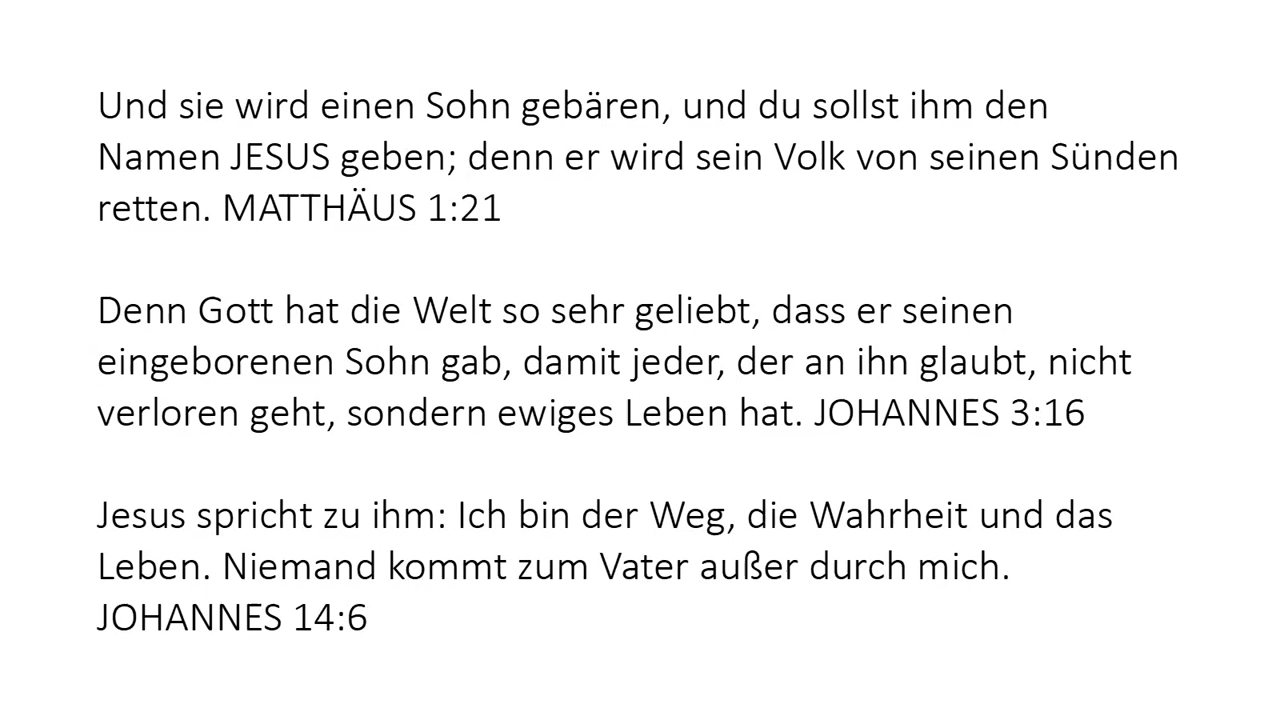 Und sie wird einen Sohn gebären, und du sollst ihm den
Namen JESUS geben; denn er wird sein Volk von seinen Sünden
retten. MATTHÄUS 1:21
Denn Gott hat die Welt so sehr geliebt, dass er seinen
eingeborenen Sohn gab, damit jeder, der an ihn glaubt, nicht
verloren geht, sondern ewiges Leben hat. JOHANNES 3:16
Jesus spricht zu ihm: Ich bin der Weg, die Wahrheit und das
Leben. Niemand kommt zum Vater außer durch mich.
JOHANNES 14:6